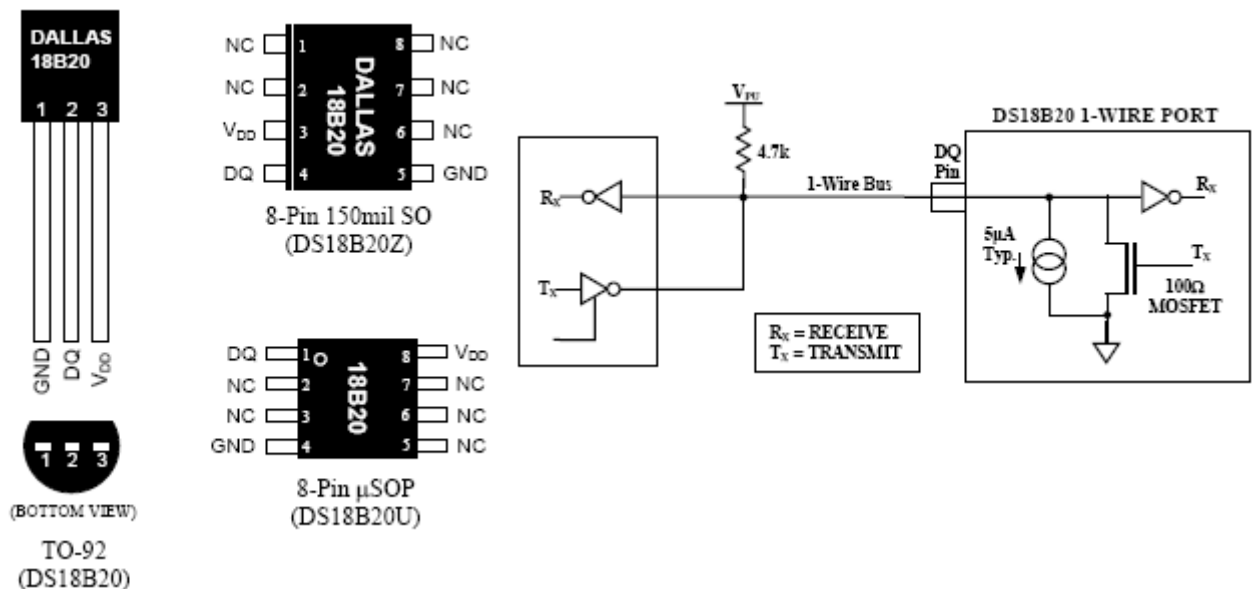 DALLAS
18B20
1 2 3
GND
DQ
VDD
1 2 3
(BOTTOM VIEW)
TO-92
(DS18B20)
NC 1 8 NC
NC 2 7 NC
VDD 3 6 NC
DQ 4 5 GND
DALLAS
18B20
8-Pin 150mil SO
(DS18B20Z)
DQ 1 8 VDD
NC 2 7 NC
NC 3 6 NC
GND 4 5 NC
18B20
8-Pin μSOP
(DS18B20U)
VPU
4.7k
RX
TX
1-Wire Bus
RX = RECEIVE
TX = TRANSMIT
DS18B20 1-WIRE PORT
DQ
Pin
RX
5μA
Typ.
TX
100Ω
MOSFET